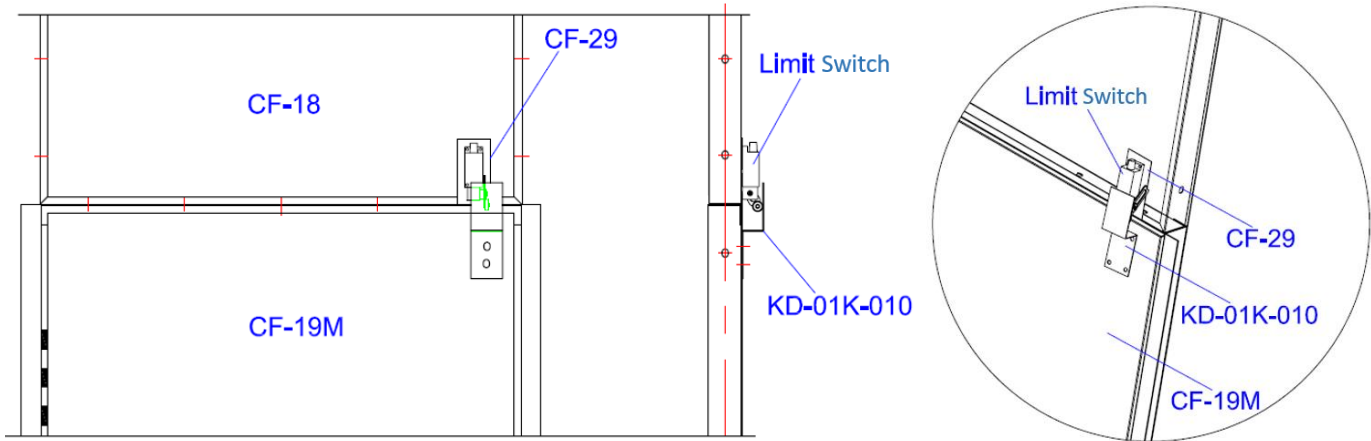 CF-29
Limit Switch
CF-18
Limit Switch
CF-29
KD-01K-010
KD-01K-010
CF-19M
CF-19M